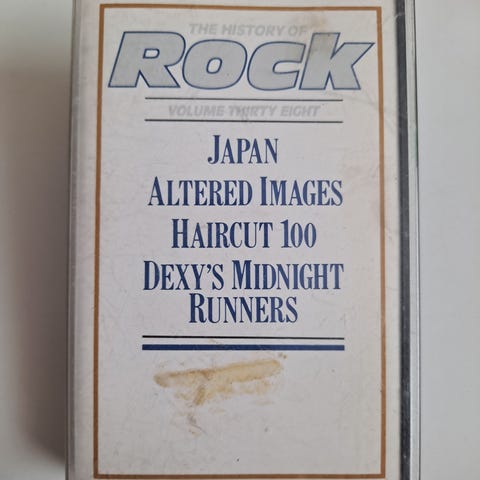 THE HISTORY OF
ROCK
VOLUME THIRTY EIGHT
JAPAN
ALTERED IMAGES
HAIRCUT 100
DEXY'S MIDNIGHT
RUNNERS